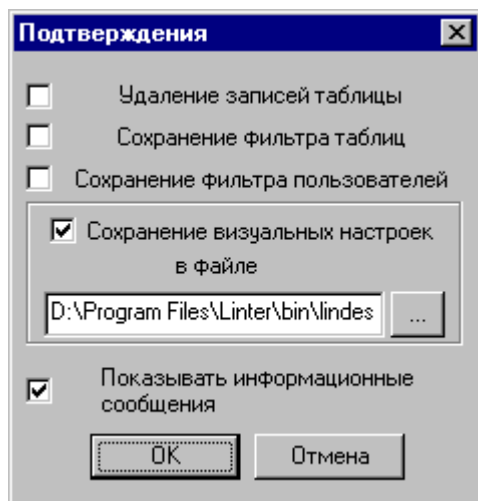 Подтверждения
Удаление записей таблицы
Сохранение фильтра таблиц
Сохранение фильтра пользователей
Сохранение визуальных настроек
в файле
D:\Program Files\Linter\bin\lindes
...
Показывать информационные
сообщения
OK
Отмена